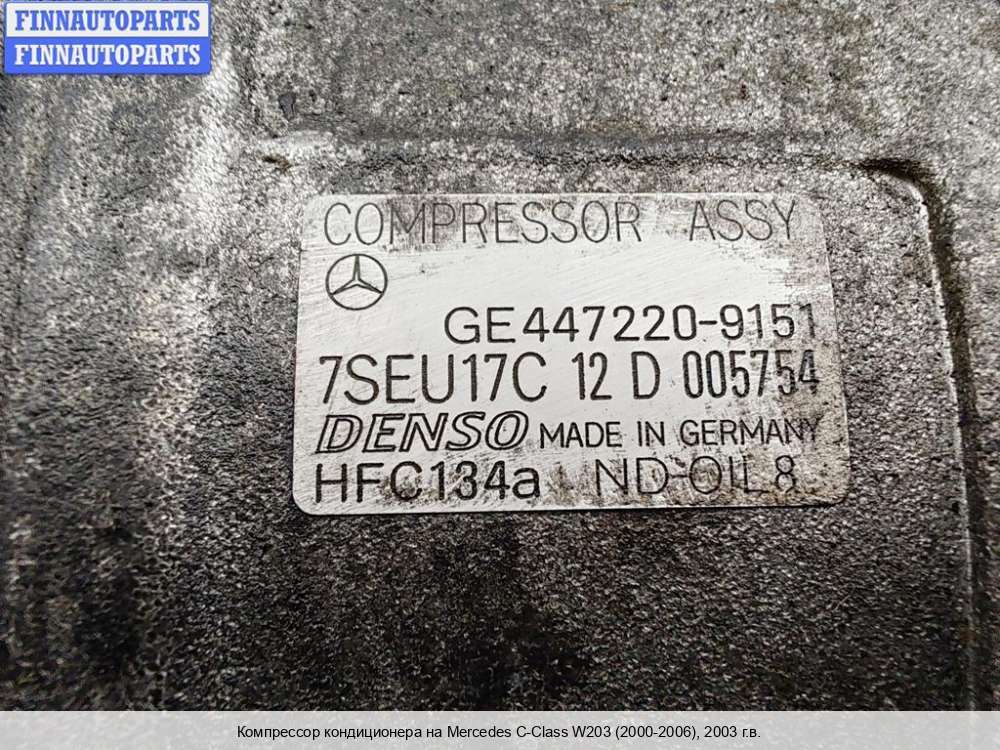 FINNAUTOPARTS
FINNAUTOPARTS
COMPRESSOR ASSY
GE447220-9151
7SEU17C 12 D 005754
DENSO MADE IN GERMANY
HFC134a ND-OIL 8
Компрессор кондиционера на Mercedes C-Class W203 (2000-2006), 2003 г.в.